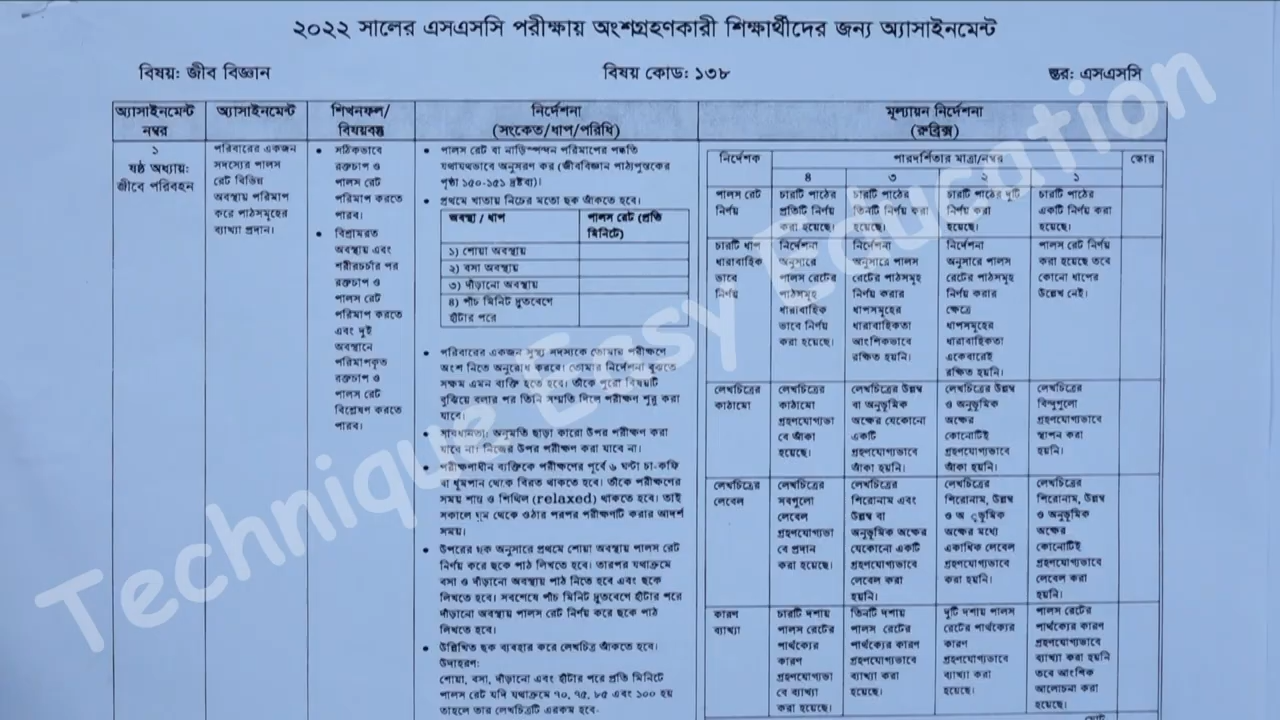 ২০২২ সালের এসএসসি পরীক্ষায় অংশগ্রহণকারী শিক্ষার্থীদের জন্য অ্যাসাইনমেন্ট
বিষয়: জীব বিজ্ঞান
বিষয় কোড: ১৩৮
স্তর: এসএসসি
অ্যাসাইনমেন্ট
নম্বর
অ্যাসাইনমেন্ট
শিখনফল/
বিষয়বস্তু
নির্দেশনা
(সংকেত/ধাপ/পরিধি)
মূল্যায়ন নির্দেশনা
(রুব্রিক্স)
১
ষষ্ঠ অধ্যায়:
জীবে পরিবহন
পরিবারের একজন
সদস্যের পালস
রেট বিভিন্ন
অবস্থায় পরিমাপ
করে পাঠসমূহের
ব্যাখ্যা প্রদান।
• সঠিকভাবে
রক্তচাপ ও
পালস রেট
পরিমাপ করতে
পারব।
• বিশ্রামরত
অবস্থায় এবং
শরীরচর্চার পর
রক্তচাপ ও
পালস রেট
পরিমাপ করতে
এবং দুই
অবস্থানে
পরিমাপকৃত
রক্তচাপ ও
পালস রেট
বিশ্লেষণ করতে
পারব।
• পালস রেট বা নাড়িস্পন্দন পরিমাপের পদ্ধতি
যথাযথভাবে অনুসরণ কর (জীববিজ্ঞান পাঠ্যপুস্তকের
পৃষ্ঠা ১৫০-১৫১ দ্রষ্টব্য)।
• প্রথমে খাতায় নিচের মতো ছক আঁকতে হবে।
অবস্থা / ধাপ
পালস রেট (প্রতি
মিনিটে)
১) শোয়া অবস্থায়
২) বসা অবস্থায়
৩) দাঁড়ানো অবস্থায়
৪) পাঁচ মিনিট দ্রুতবেগে
হাঁটার পরে
• পরিবারের একজন সুস্থ সদস্যকে তোমার পরীক্ষণে
অংশ নিতে অনুরোধ করবে। তোমার নির্দেশনা বুঝতে
সক্ষম এমন ব্যক্তি হতে হবে। তাঁকে পুরো বিষয়টি
বুঝিয়ে বলার পর তিনি সম্মতি দিলে পরীক্ষণ শুরু করা
যাবে।
• সাবধানতা: অনুমতি ছাড়া কারো উপর পরীক্ষণ করা
যাবে না। নিজের উপর পরীক্ষণ করা যাবে না।
• পরীক্ষণাধীন ব্যক্তিকে পরীক্ষণের পূর্বে ৬ ঘন্টা চা-কফি
বা ধূমপান থেকে বিরত থাকতে হবে। তাঁকে পরীক্ষণের
সময় শান্ত ও শিথিল (relaxed) থাকতে হবে। তাই
সকালে ঘুম থেকে ওঠার পরপর পরীক্ষণটি করার আদর্শ
সময়।
• উপরের ছক অনুসারে প্রথমে শোয়া অবস্থায় পালস রেট
নির্ণয় করে ছকে পাঠ লিখতে হবে। তারপর যথাক্রমে
বসা ও দাঁড়ানো অবস্থায় পাঠ নিতে হবে এবং ছকে
লিখতে হবে। সবশেষে পাঁচ মিনিট দ্রুতবেগে হাঁটার পরে
দাঁড়ানো অবস্থায় পালস রেট নির্ণয় করে ছকে পাঠ
লিখতে হবে।
• উল্লিখিত ছক ব্যবহার করে লেখচিত্র আঁকতে হবে।
উদাহরণ:
শোয়া, বসা, দাঁড়ানো এবং হাঁটার পরে প্রতি মিনিটে
পালস রেট যদি যথাক্রমে ৭০, ৭৫, ৮৫ এবং ১০০ হয়
তাহলে তার লেখচিত্রটি এরকম হবে-
নির্দেশক
পারদর্শিতার মাত্রা/নম্বর
স্কোর
৪
৩
২
১
পালস রেট
নির্ণয়
চারটি পাঠের
প্রতিটি নির্ণয়
করা হয়েছে।
চারটি পাঠের
তিনটি নির্ণয় করা
হয়েছে।
চারটি পাঠের দুটি
নির্ণয় করা
হয়েছে।
চারটি পাঠের
একটি নির্ণয় করা
হয়েছে।
চারটি ধাপ
ধারাবাহিক
ভাবে
নির্ণয়
নির্দেশনা
অনুসারে
পালস রেটের
পাঠসমূহ
ধারাবাহিক
ভাবে নির্ণয়
করা হয়েছে।
নির্দেশনা
অনুসারে পালস
রেটের পাঠসমূহ
নির্ণয় করার
ধাপসমূহের
ধারাবাহিকতা
আংশিকভাবে
রক্ষিত হয়নি।
নির্দেশনা
অনুসারে পালস
রেটের পাঠসমূহ
নির্ণয় করার
ক্ষেত্রে
ধাপসমূহের
ধারাবাহিকতা
একেবারেই
রক্ষিত হয়নি।
পালস রেট নির্ণয়
করা হয়েছে তবে
কোনো ধাপের
উল্লেখ নেই।
লেখচিত্রের
কাঠামো
লেখচিত্রের
কাঠামো
গ্রহণযোগ্যভা
বে আঁকা
হয়েছে।
লেখচিত্রের উল্লম্ব
বা অনুভূমিক
অক্ষের যেকোনো
একটি
গ্রহণযোগ্যভাবে
আঁকা হয়নি।
লেখচিত্রের উল্লম্ব
ও অনুভূমিক
অক্ষের
কোনোটিই
গ্রহণযোগ্যভাবে
আঁকা হয়নি।
লেখচিত্রের
বিন্দুগুলো
গ্রহণযোগ্যভাবে
স্থাপন করা
হয়নি।
লেখচিত্রের
লেবেল
লেখচিত্রের
সবগুলো
লেবেল
গ্রহণযোগ্যভা
বে প্রদান
করা হয়েছে।
লেখচিত্রের
শিরোনাম এবং
উল্লম্ব বা
অনুভূমিক অক্ষের
যেকোনো একটি
গ্রহণযোগ্যভাবে
লেবেল করা
হয়নি।
লেখচিত্রের
শিরোনাম, উল্লম্ব
ও অনুভূমিক
অক্ষের মধ্যে
একাধিক লেবেল
গ্রহণযোগ্যভাবে
করা হয়নি।
লেখচিত্রের
শিরোনাম, উল্লম্ব
ও অনুভূমিক
অক্ষের
কোনোটিই
গ্রহণযোগ্যভাবে
লেবেল করা
হয়নি।
কারণ
ব্যাখ্যা
চারটি দশায়
পালস রেটের
পার্থক্যের
কারণ
গ্রহণযোগ্যভা
বে ব্যাখ্যা
করা হয়েছে।
তিনটি দশায়
পালস রেটের
পার্থক্যের কারণ
গ্রহণযোগ্যভাবে
ব্যাখ্যা করা
হয়েছে।
দুটি দশায় পালস
রেটের পার্থক্যের
কারণ
গ্রহণযোগ্যভাবে
ব্যাখ্যা করা
হয়েছে।
পালস রেটের
পার্থক্যের কারণ
গ্রহণযোগ্যভাবে
ব্যাখ্যা করা হয়নি
তবে আংশিক
আলোচনা করা
হয়েছে।
মোট
Technique Easy Education